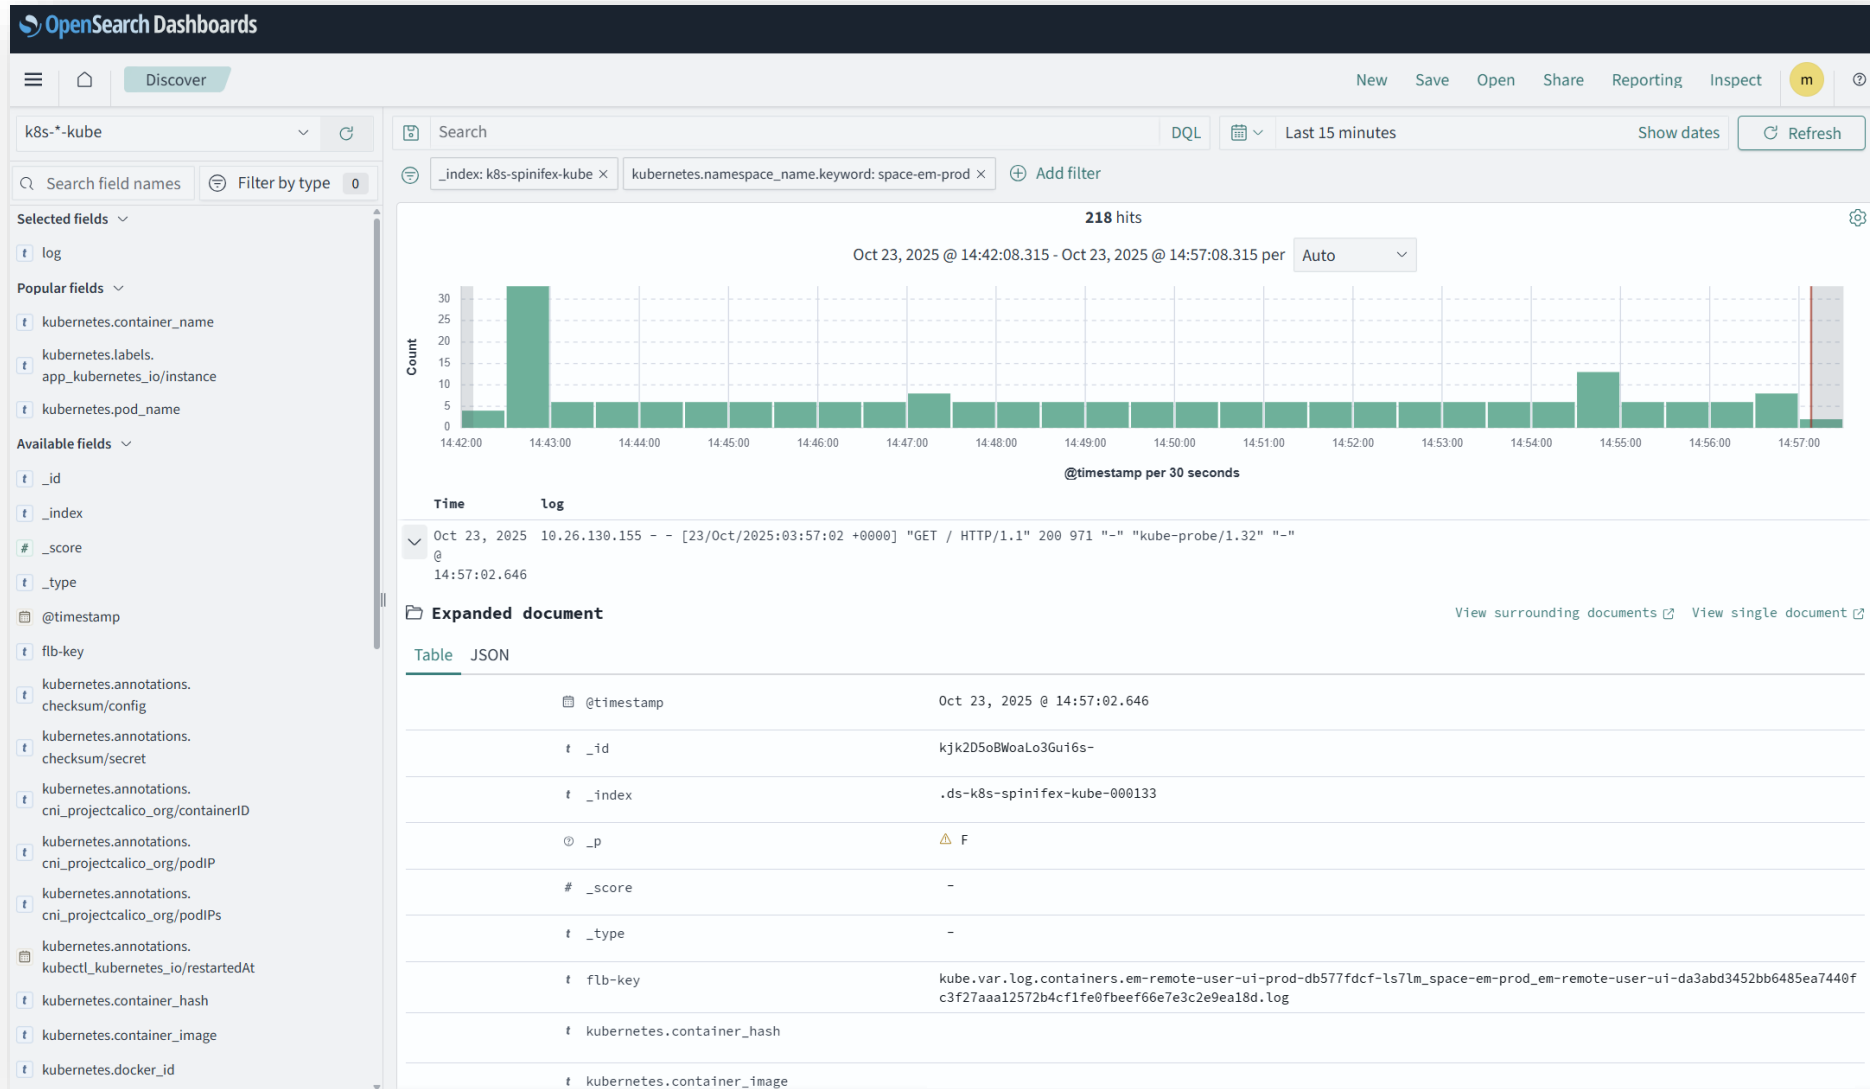 OpenSearch Dashboards
Discover
New Save Open Share Reporting Inspect m
k8s-*-kube
Search DQL Last 15 minutes Show dates Refresh
Search field names Filter by type 0
_index: k8s-spinifex-kube × kubernetes.namespace_name.keyword: space-em-prod × Add filter
Selected fields
t log
Popular fields
t kubernetes.container_name
t kubernetes.labels.
app_kubernetes_io/instance
t kubernetes.pod_name
Available fields
t _id
t _index
# _score
t _type
@timestamp
t flb-key
t kubernetes.annotations.
checksum/config
t kubernetes.annotations.
checksum/secret
t kubernetes.annotations.
cni_projectcalico_org/containerID
t kubernetes.annotations.
cni_projectcalico_org/podIP
t kubernetes.annotations.
cni_projectcalico_org/podIPs
kubernetes.annotations.
kubectl_kubernetes_io/restartedAt
t kubernetes.container_hash
t kubernetes.container_image
t kubernetes.docker_id
218 hits
Oct 23, 2025 @ 14:42:08.315 - Oct 23, 2025 @ 14:57:08.315 per Auto
Count
30
25
20
15
10
5
0
14:42:00 14:43:00 14:44:00 14:45:00 14:46:00 14:47:00 14:48:00 14:49:00 14:50:00 14:51:00 14:52:00 14:53:00 14:54:00 14:55:00 14:56:00 14:57:00
@timestamp per 30 seconds
Time log
Oct 23, 2025 10.26.130.155 - - [23/Oct/2025:03:57:02 +0000] "GET / HTTP/1.1" 200 971 "-" "kube-probe/1.32" "-"
@
14:57:02.646
Expanded document View surrounding documents View single document
Table JSON
@timestamp Oct 23, 2025 @ 14:57:02.646
t _id kjk2D5oBWoaLo3Gui6s-
t _index .ds-k8s-spinifex-kube-000133
_p F
# _score -
t _type -
t flb-key kube.var.log.containers.em-remote-user-ui-prod-db577fdcf-ls7lm_space-em-prod_em-remote-user-ui-da3abd3452bb6485ea7440f
c3f27aaa12572b4cf1fe0fbeef66e7e3c2e9ea18d.log
t kubernetes.container_hash
t kubernetes.container_image